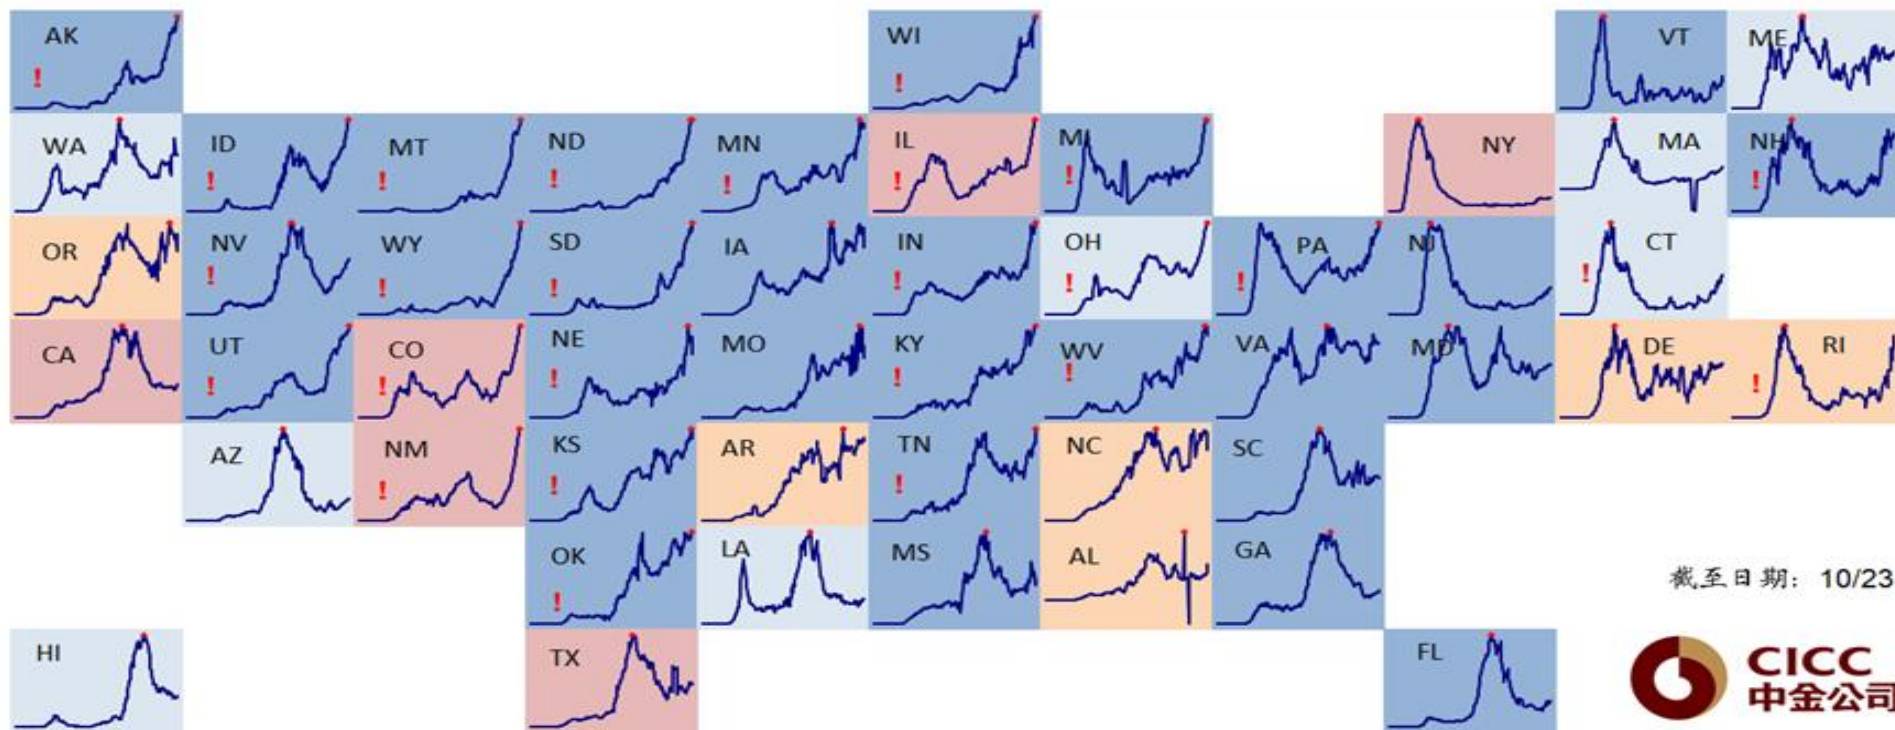 AK
WI
VT
ME
WA
ID
MT
ND
MN
IL
MI
NY
MA
NH
!
!
!
!
!
!
!
!
!
OR
NV
WY
SD
IA
IN
OH
PA
NJ
CT
!
!
!
!
!
!
!
CA
UT
CO
NE
MO
KY
WV
VA
MD
DE
RI
!
!
!
!
!
!
AZ
NM
KS
AR
TN
NC
SC
!
!
!
OK
LA
MS
AL
GA
!
截至日期：10/23
HI
TX
FL
CICC
中金公司